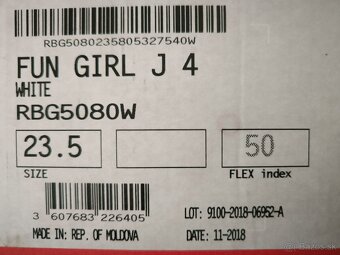 RBG5080235805327540W
FUN GIRL J 4
WHITE
RBG5080W
23.5
50
SIZE
FLEX index
3 607683 226405
LOT: 9100-2018-06952-A
MADE IN: REP. OF MOLDOVA
DATE: 11-2018